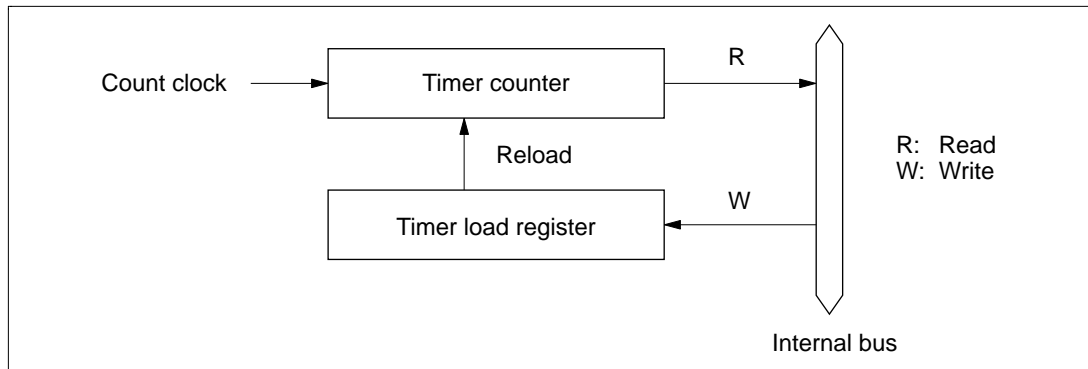 R
Count clock
Timer counter
Reload
R: Read
W: Write
W
Timer load register
Internal bus